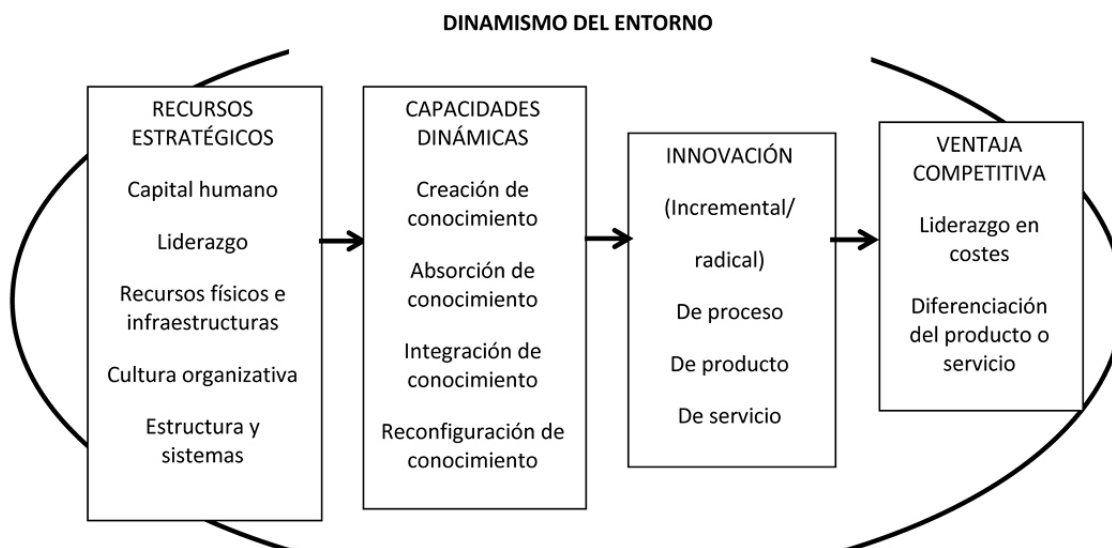 DINAMISMO DEL ENTORNO
RECURSOS
ESTRATÉGICOS
Capital humano
Liderazgo
Recursos físicos e
infraestructuras
Cultura organizativa
Estructura y
sistemas
CAPACIDADES
DINÁMICAS
Creación de
conocimiento
Absorción de
conocimiento
Integración de
conocimiento
Reconfiguración de
conocimiento
INNOVACIÓN
(Incremental/
radical)
De proceso
De producto
De servicio
VENTAJA
COMPETITIVA
Liderazgo en
costes
Diferenciación
del producto o
servicio